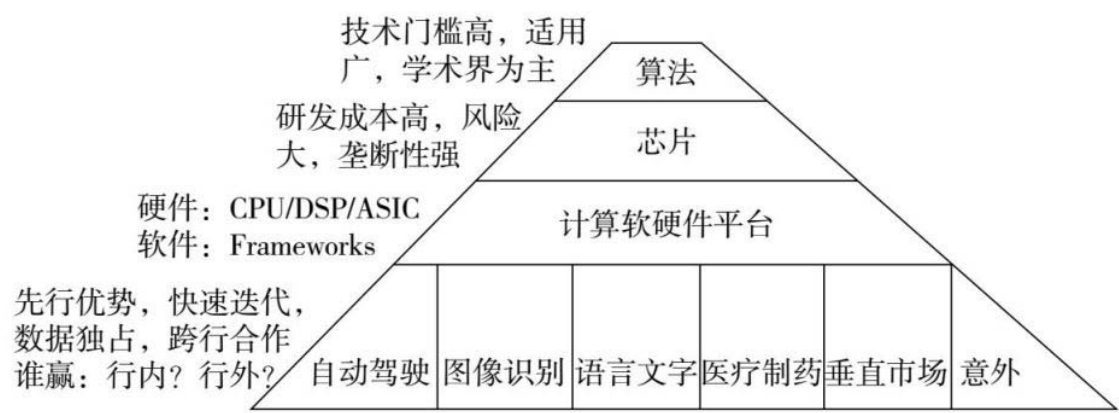 技术门槛高，适用
广，学术界为主
算法
研发成本高，风险
大，垄断性强
芯片
硬件：CPU/DSP/ASIC
软件：Frameworks
计算软硬件平台
先行优势，快速迭代，
数据独占，跨行合作
谁赢：行内？行外？
自动驾驶 图像识别 语言文字 医疗制药 垂直市场 意外